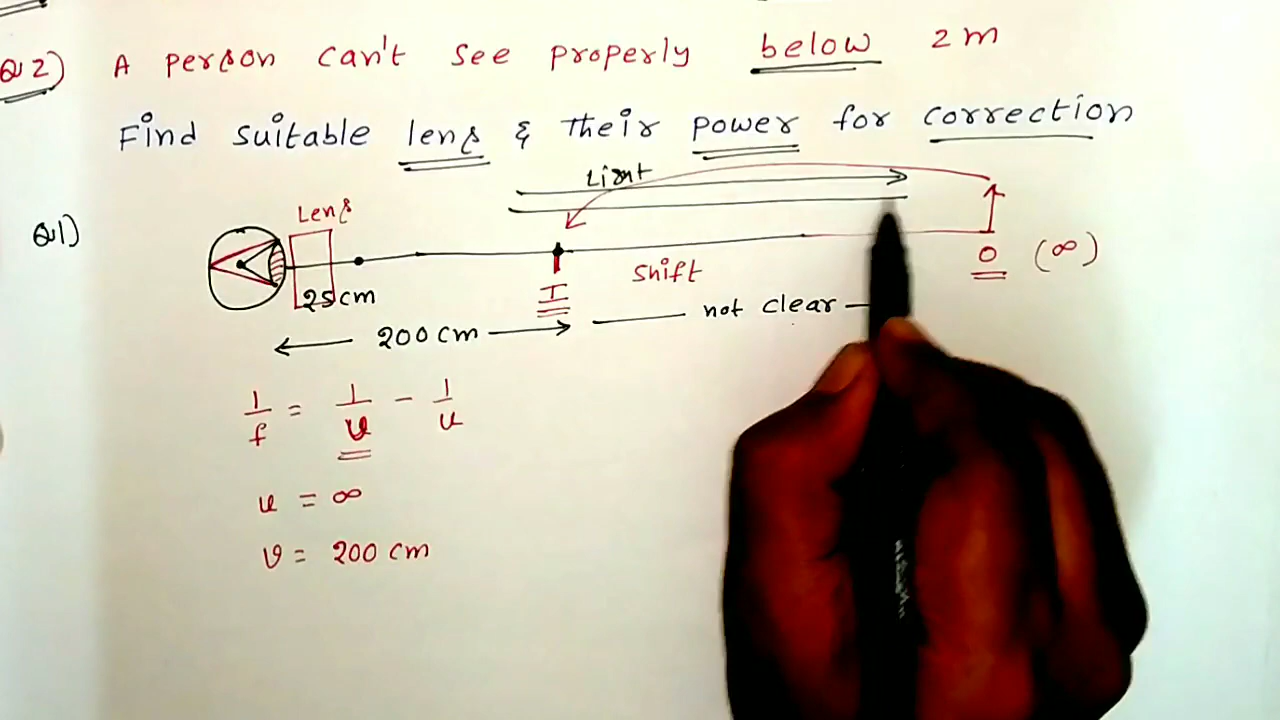 Q2) A person can't see properly below 2m
Find suitable lens & their power for correction
Light
Q1)
Lens
O (∞)
25cm
I
shift
not clear
200 cm
1/f = 1/v - 1/u
u = ∞
v = 200 cm